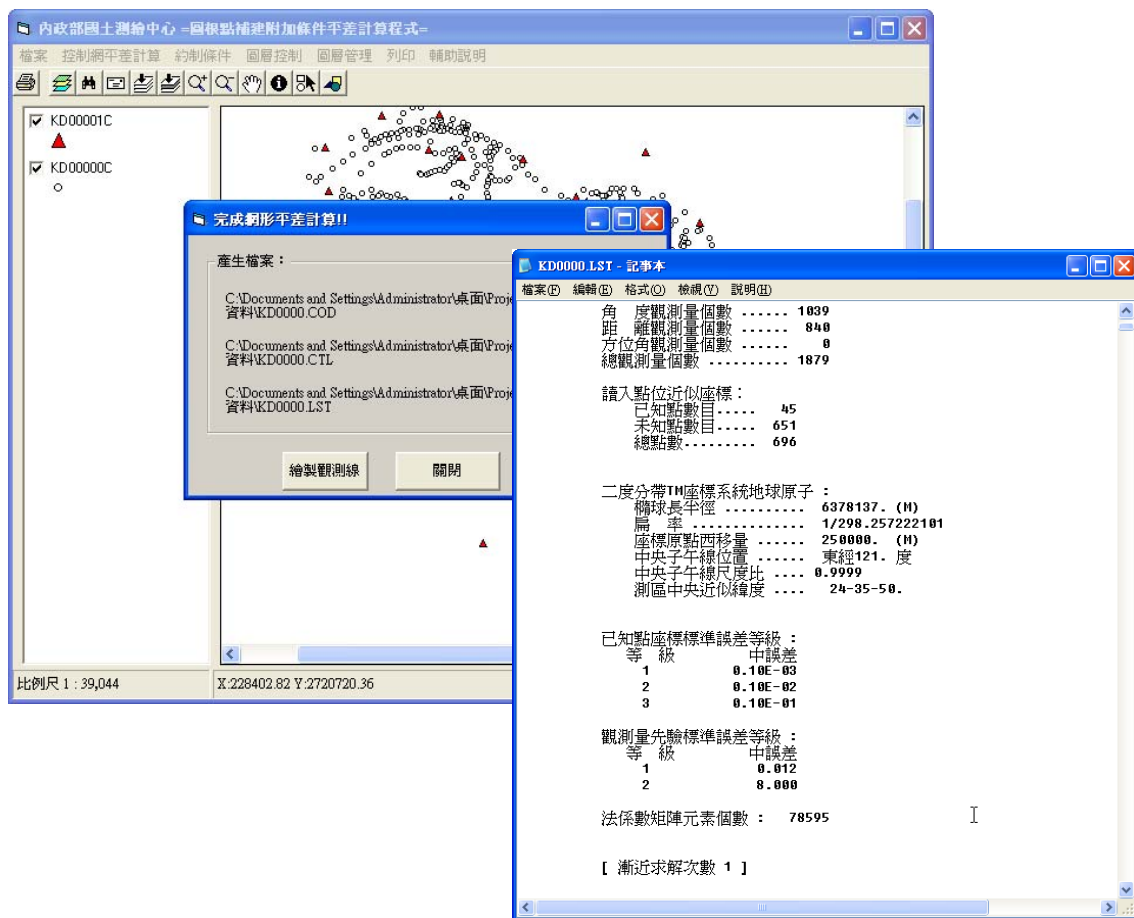 內政部國土測繪中心 =圖根點補建附加條件平差計算程式=
檔案 控制網平差計算 約制條件 圖層控制 圖層管理 列印 輔助說明
KD00001C
KD00000C
完成網形平差計算!!
產生檔案：
C:\Documents and Settings\Administrator\桌面\Proje
資料\KD0000.COD
C:\Documents and Settings\Administrator\桌面\Proje
資料\KD0000.CTL
C:\Documents and Settings\Administrator\桌面\Proje
資料\KD0000.LST
繪製觀測線 關閉
比例尺 1 : 39,044 X:228402.82 Y:2720720.36
KD0000.LST - 記事本
檔案(F) 編輯(E) 格式(O) 檢視(V) 說明(H)
角 度觀測量個數 ...... 1039
距 離觀測量個數 ...... 840
方位角觀測量個數 ...... 0
總觀測量個數 .......... 1879
讀入點位近似座標：
已知點數目..... 45
未知點數目..... 651
總點數......... 696
二度分帶TM座標系統地球原子 :
橢球長半徑 .......... 6378137. (M)
扁 率 .............. 1/298.257222101
座標原點西移量 ...... 250000. (M)
中央子午線位置 ...... 東經121. 度
中央子午線尺度比 .... 0.9999
測區中央近似緯度 .... 24-35-50.
已知點座標標準誤差等級 :
等 級 中誤差
1 0.10E-03
2 0.10E-02
3 0.10E-01
觀測量先驗標準誤差等級 :
等 級 中誤差
1 0.012
2 8.000
法係數矩陣元素個數 : 78595
[ 漸近求解次數 1 ]